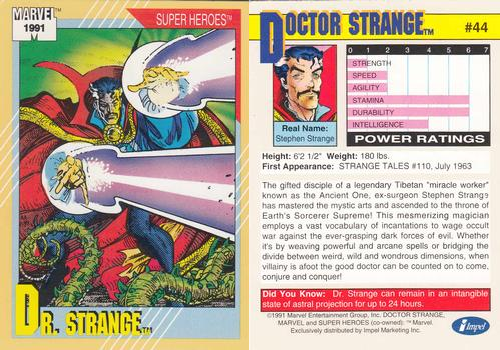 MARVEL™
1991
SUPER HEROES™
DR. STRANGE™
DOCTOR STRANGE™
#44
0 1 2 3 4 5 6 7
STRENGTH
SPEED
AGILITY
STAMINA
DURABILITY
INTELLIGENCE
POWER RATINGS
Real Name:
Stephen Strange
Height: 6'2 1/2" Weight: 180 lbs.
First Appearance: STRANGE TALES #110, July 1963
The gifted disciple of a legendary Tibetan "miracle worker"
known as the Ancient One, ex-surgeon Stephen Strange
has mastered the mystic arts and ascended to the throne of
Earth's Sorcerer Supreme! This mesmerizing magician
employs a vast vocabulary of incantations to wage occult
war against the ever-grasping dark forces of evil. Whether
it's by weaving powerful and arcane spells or bridging the
divide between weird, wild and wondrous dimensions, when
villainy is afoot the good doctor can be counted on to come,
conjure and conquer!
Did You Know: Dr. Strange can remain in an intangible
state of astral projection for up to 24 hours.
©1991 Marvel Entertainment Group, Inc. DOCTOR STRANGE,
MARVEL and SUPER HEROES (co-owned): ™ Marvel.
Exclusively distributed by Impel Marketing Inc.
Impel